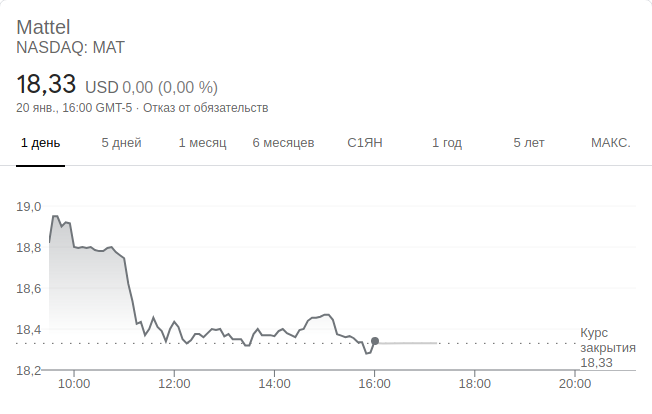 Mattel
NASDAQ: MAT
18,33 USD 0,00 (0,00 %)
20 янв., 16:00 GMT-5 · Отказ от обязательств
1 день 5 дней 1 месяц 6 месяцев С1ЯН 1 год 5 лет МАКС.
19,0
18,8
18,6
18,4
Курс
закрытия
18,33
18,2
10:00 12:00 14:00 16:00 18:00 20:00